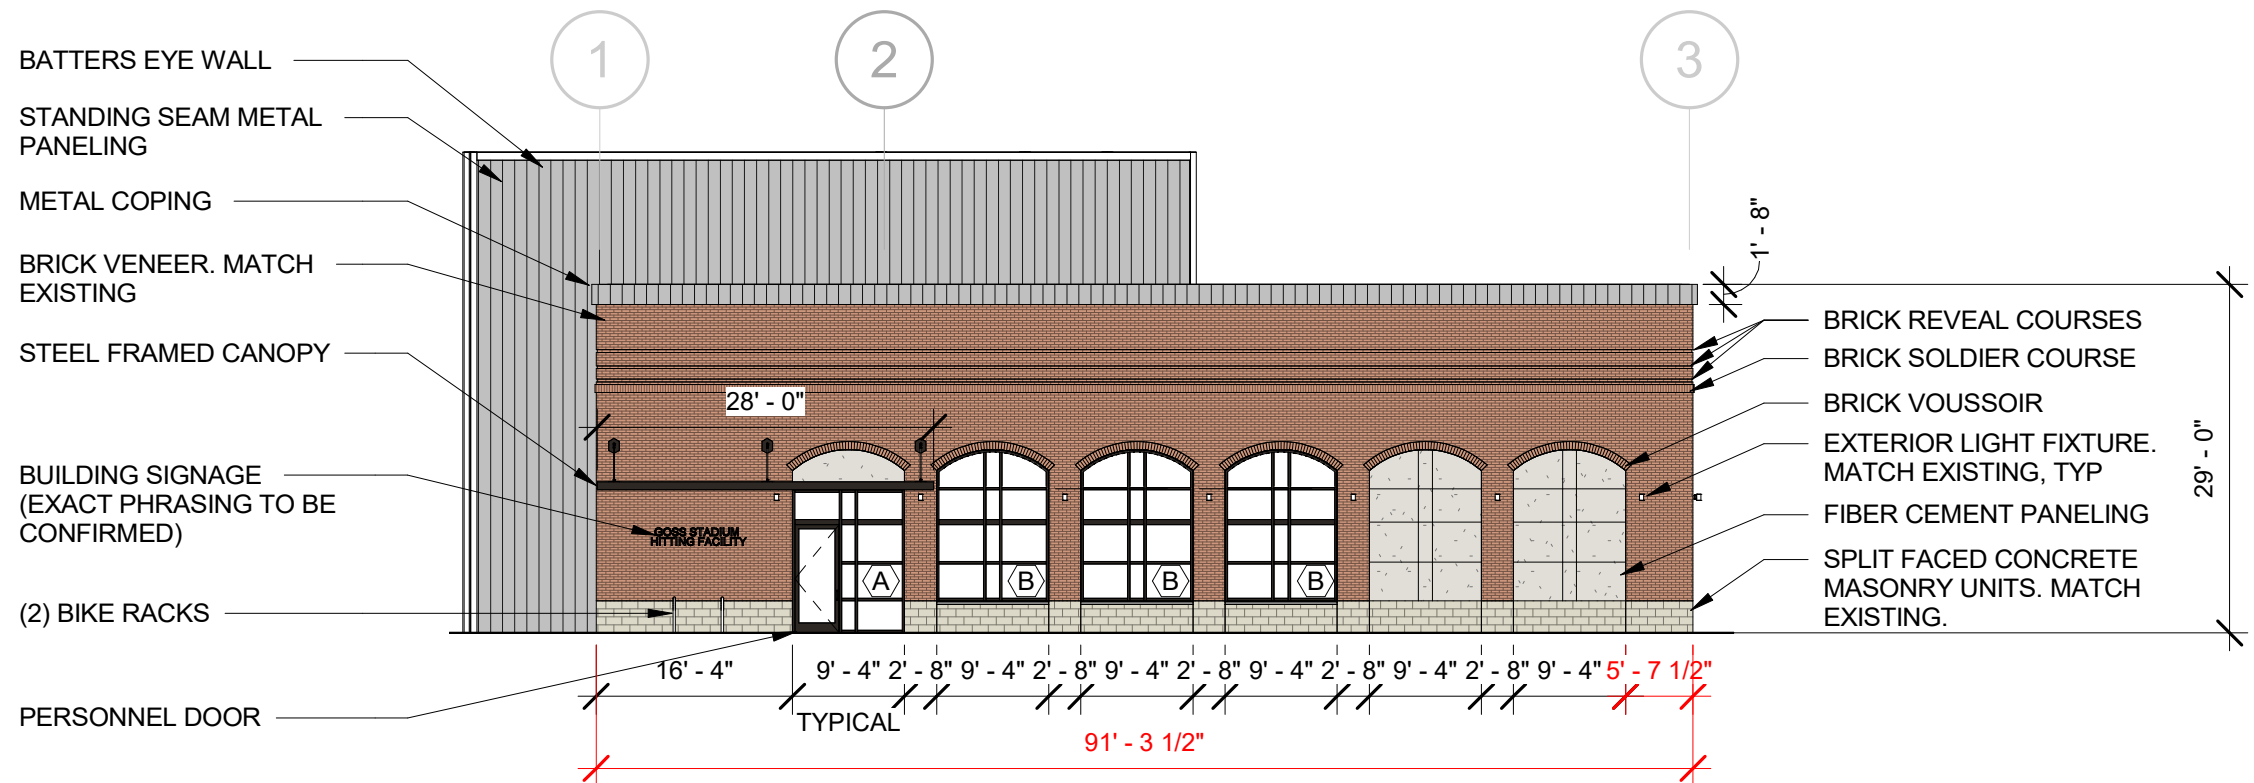 1
2
3
BATTERS EYE WALL
STANDING SEAM METAL
PANELING
METAL COPING
BRICK VENEER. MATCH
EXISTING
STEEL FRAMED CANOPY
BUILDING SIGNAGE
(EXACT PHRASING TO BE
CONFIRMED)
(2) BIKE RACKS
PERSONNEL DOOR
1' - 8"
28' - 0"
GOSS STADIUM
HITTING FACILITY
A
B
B
B
BRICK REVEAL COURSES
BRICK SOLDIER COURSE
BRICK VOUSSOIR
EXTERIOR LIGHT FIXTURE.
MATCH EXISTING, TYP
FIBER CEMENT PANELING
SPLIT FACED CONCRETE
MASONRY UNITS. MATCH
EXISTING.
29' - 0"
16' - 4" 9' - 4" 2' - 8" 9' - 4" 2' - 8" 9' - 4" 2' - 8" 9' - 4" 2' - 8" 9' - 4" 2' - 8" 9' - 4" 5' - 7 1/2"
TYPICAL
91' - 3 1/2"